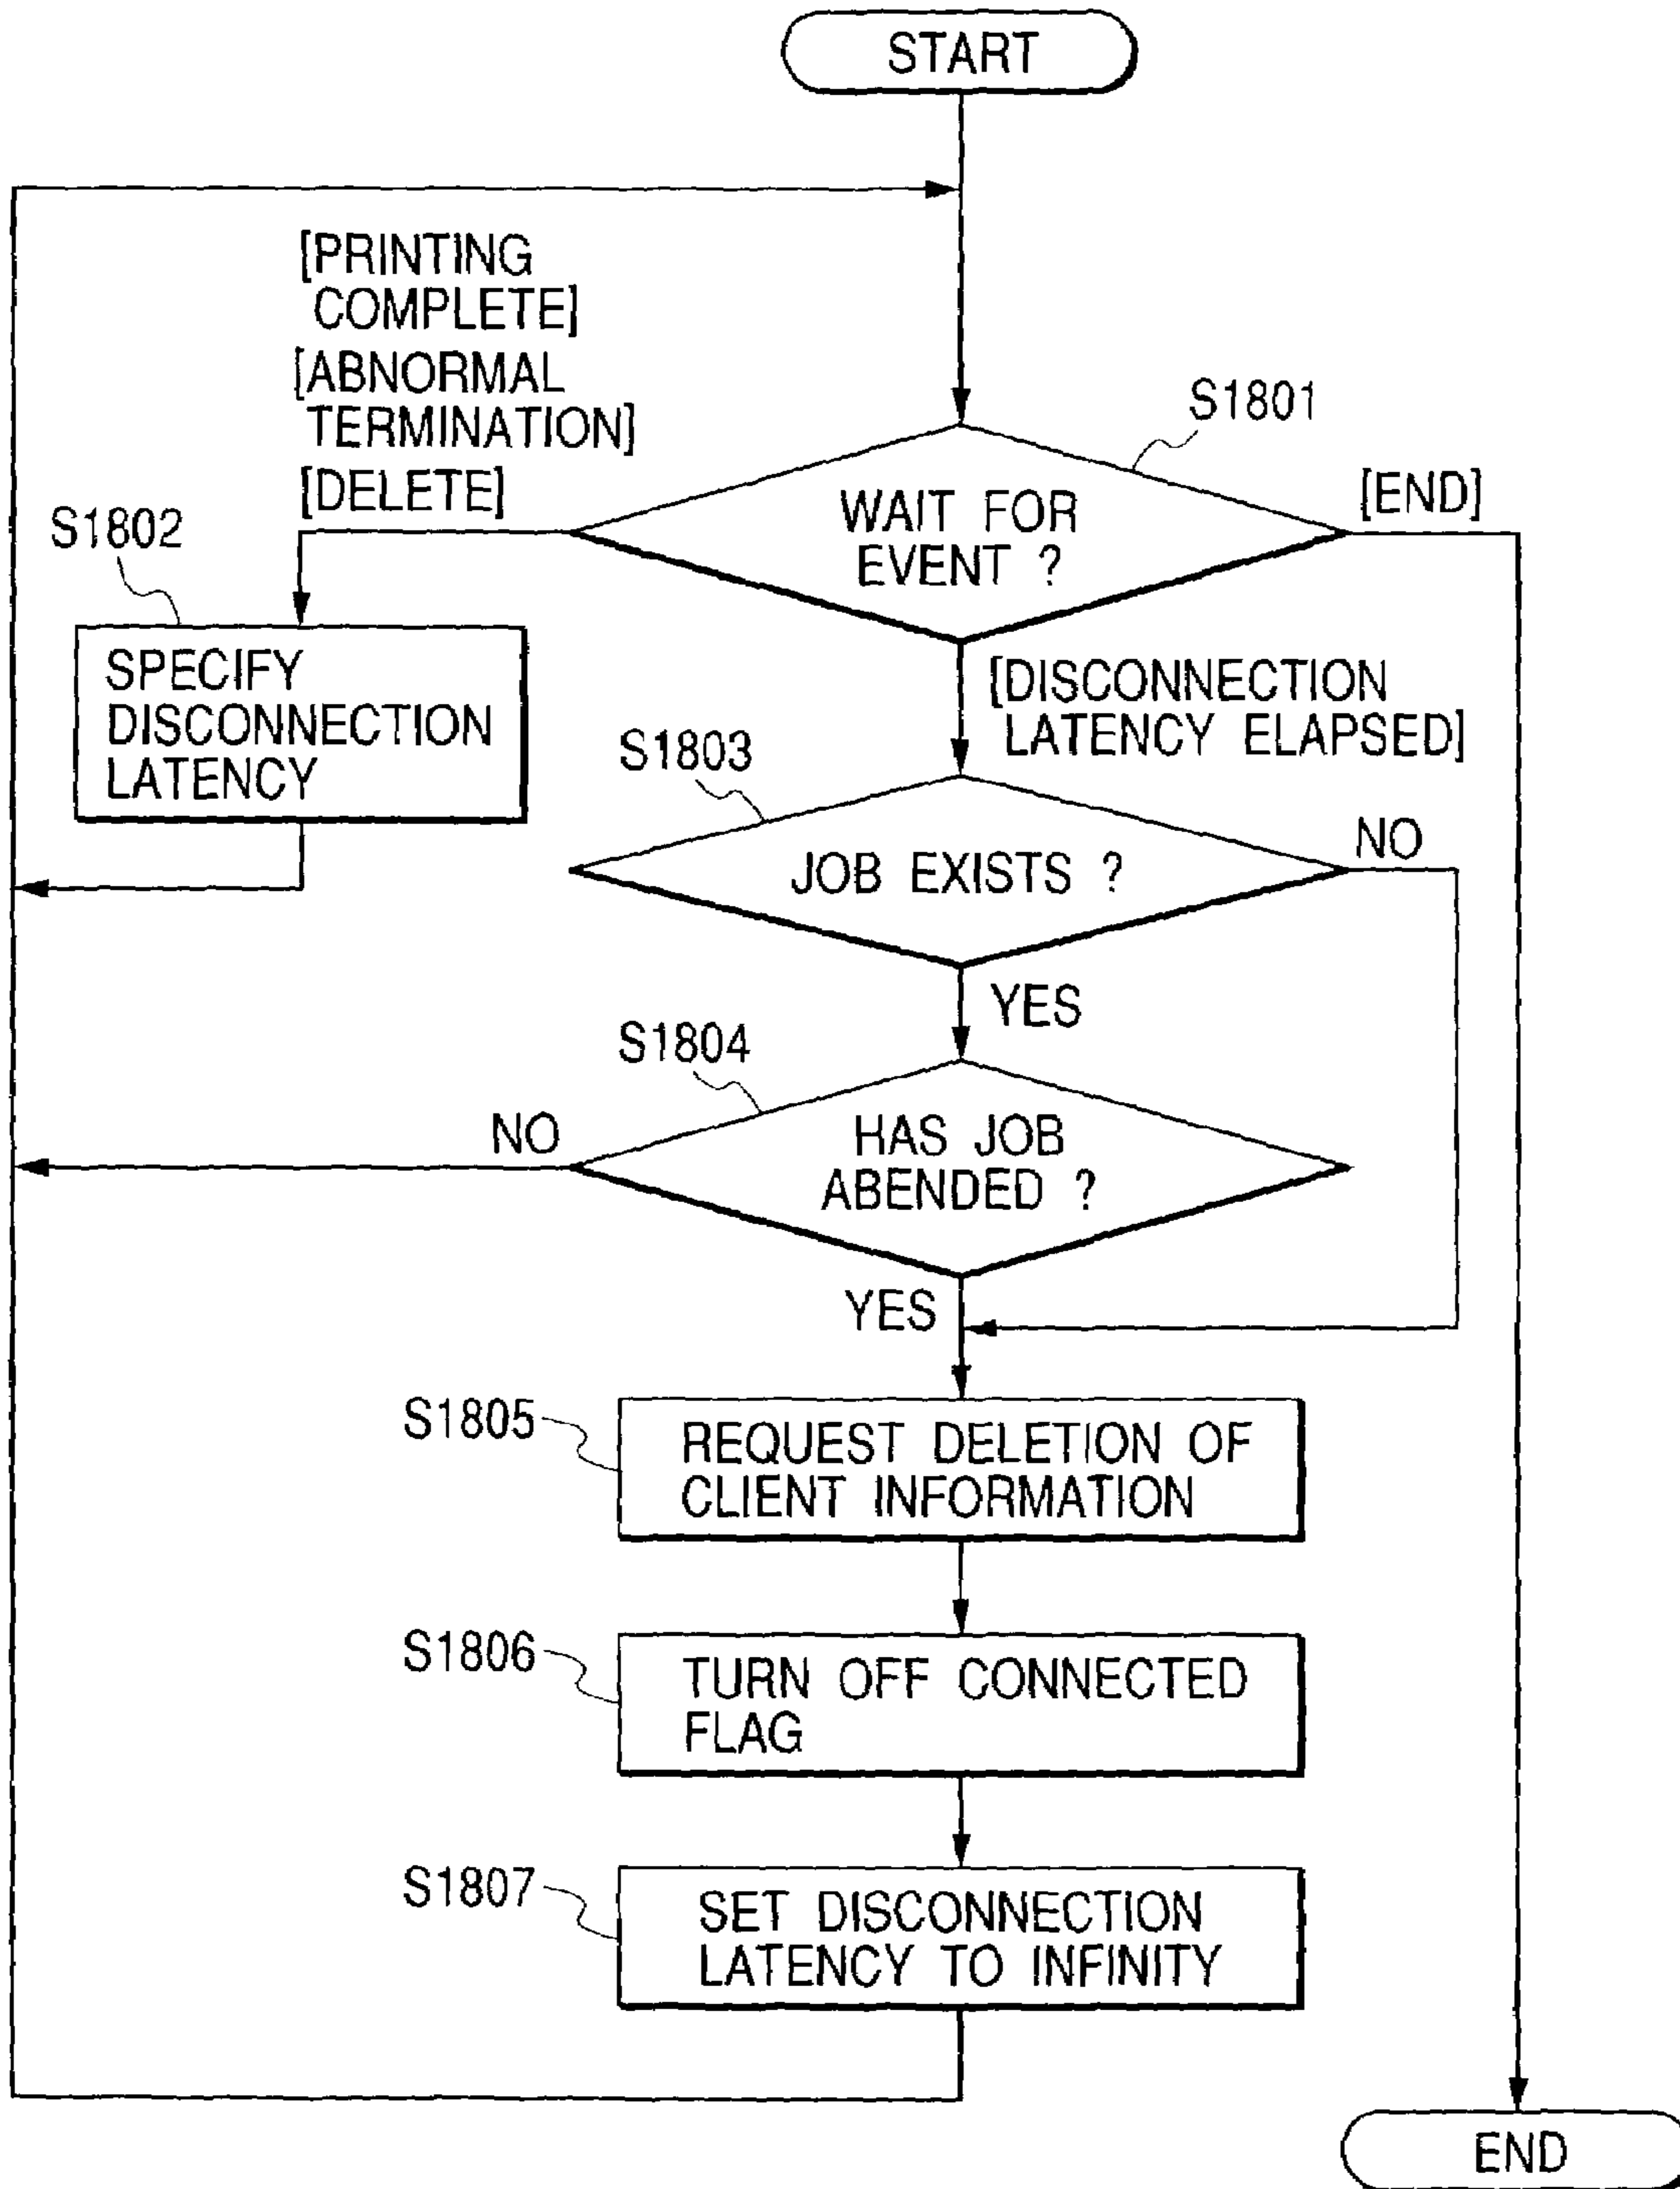 START
[PRINTING
COMPLETE]
[ABNORMAL
TERMINATION]
[DELETE]
S1801
WAIT FOR
EVENT ?
[END]
S1802
SPECIFY
DISCONNECTION
LATENCY
[DISCONNECTION
LATENCY ELAPSED]
S1803
JOB EXISTS ?
NO
YES
S1804
HAS JOB
ABENDED ?
NO
YES
S1805
REQUEST DELETION OF
CLIENT INFORMATION
S1806
TURN OFF CONNECTED
FLAG
S1807
SET DISCONNECTION
LATENCY TO INFINITY
END